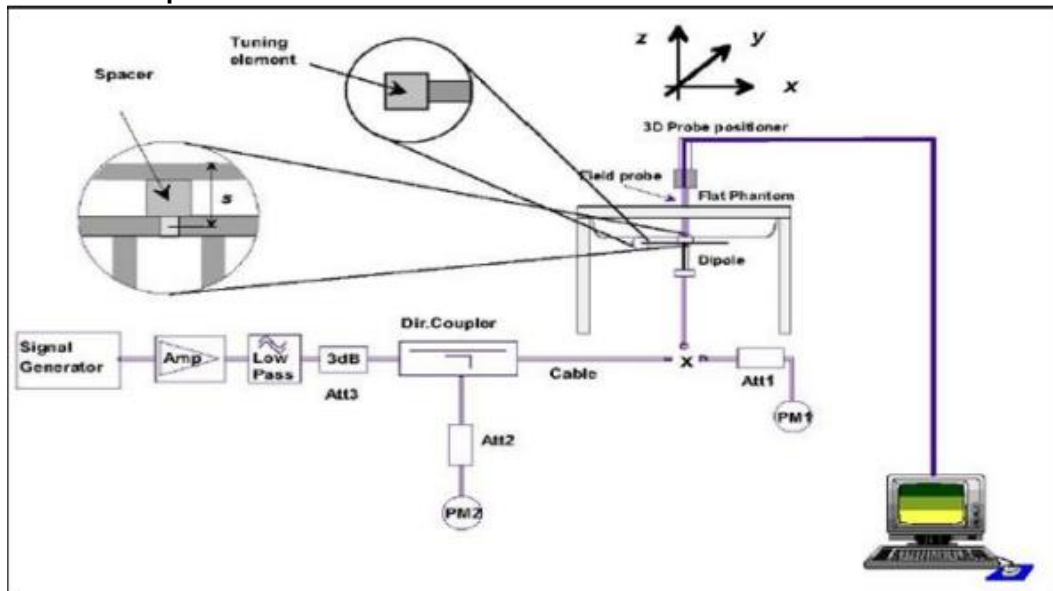 Tuning
element
Spacer
s
z
y
x
3D Probe positioner
Field probe
Flat Phantom
Dipole
Signal
Generator
Amp
Low
Pass
3dB
Att3
Dir.Coupler
Cable
x
Att1
PM1
Att2
PM2